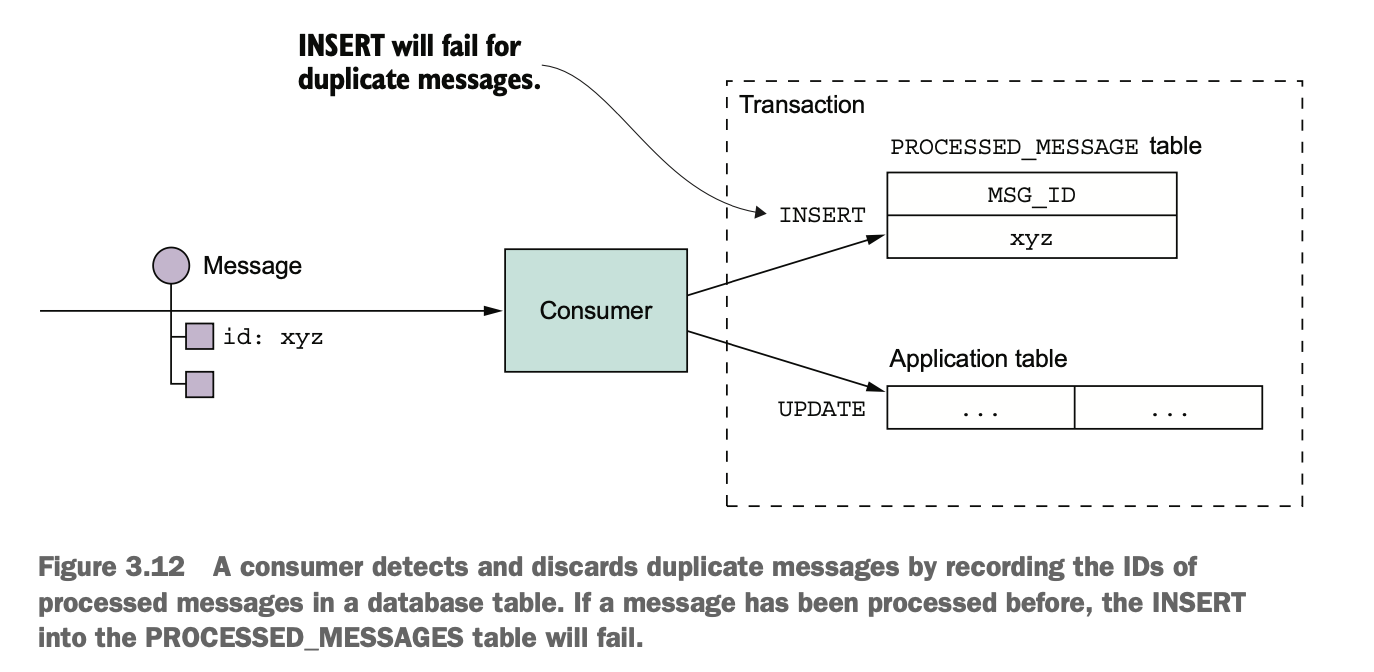 INSERT will fail for
duplicate messages.
Transaction
PROCESSED_MESSAGE table
MSG_ID
INSERT
xyz
Message
Consumer
id: xyz
Application table
UPDATE
...
...
Figure 3.12 A consumer detects and discards duplicate messages by recording the IDs of
processed messages in a database table. If a message has been processed before, the INSERT
into the PROCESSED_MESSAGES table will fail.